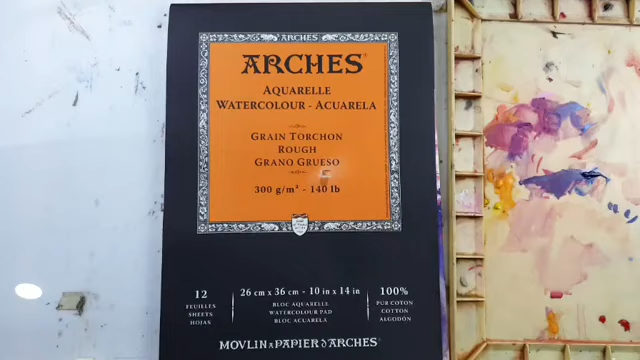 ARCHES
ARCHES
AQUARELLE
WATERCOLOUR - ACUARELA
GRAIN TORCHON
ROUGH
GRANO GRUESO
300 g/m² - 140 lb
12
FEUILLES
SHEETS
HOJAS
26 cm x 36 cm - 10 in x 14 in
BLOC AQUARELLE
WATERCOLOUR PAD
BLOC ACUARELA
100%
PUR COTON
COTTON
ALGODÓN
MOVLIN A PAPIER D'ARCHES